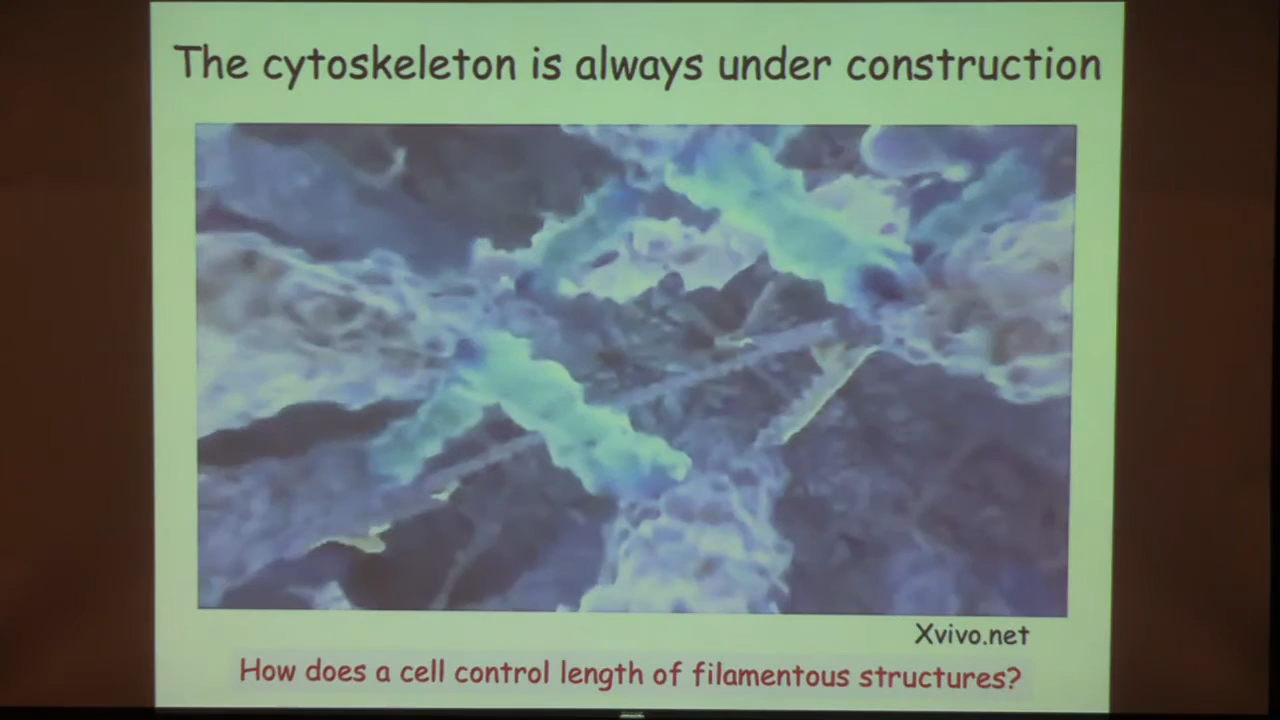 The cytoskeleton is always under construction
Xvivo.net
How does a cell control length of filamentous structures?